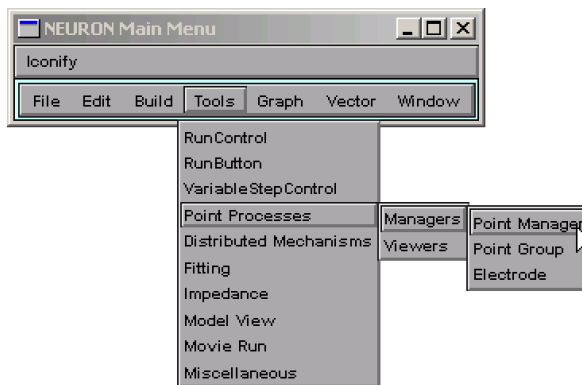 NEURON Main Menu
Iconify
File Edit Build Tools Graph Vector Window
RunControl
RunButton
VariableStepControl
Point Processes
Distributed Mechanisms
Fitting
Impedance
Model View
Movie Run
Miscellaneous
Managers
Viewers
Point Manager
Point Group
Electrode